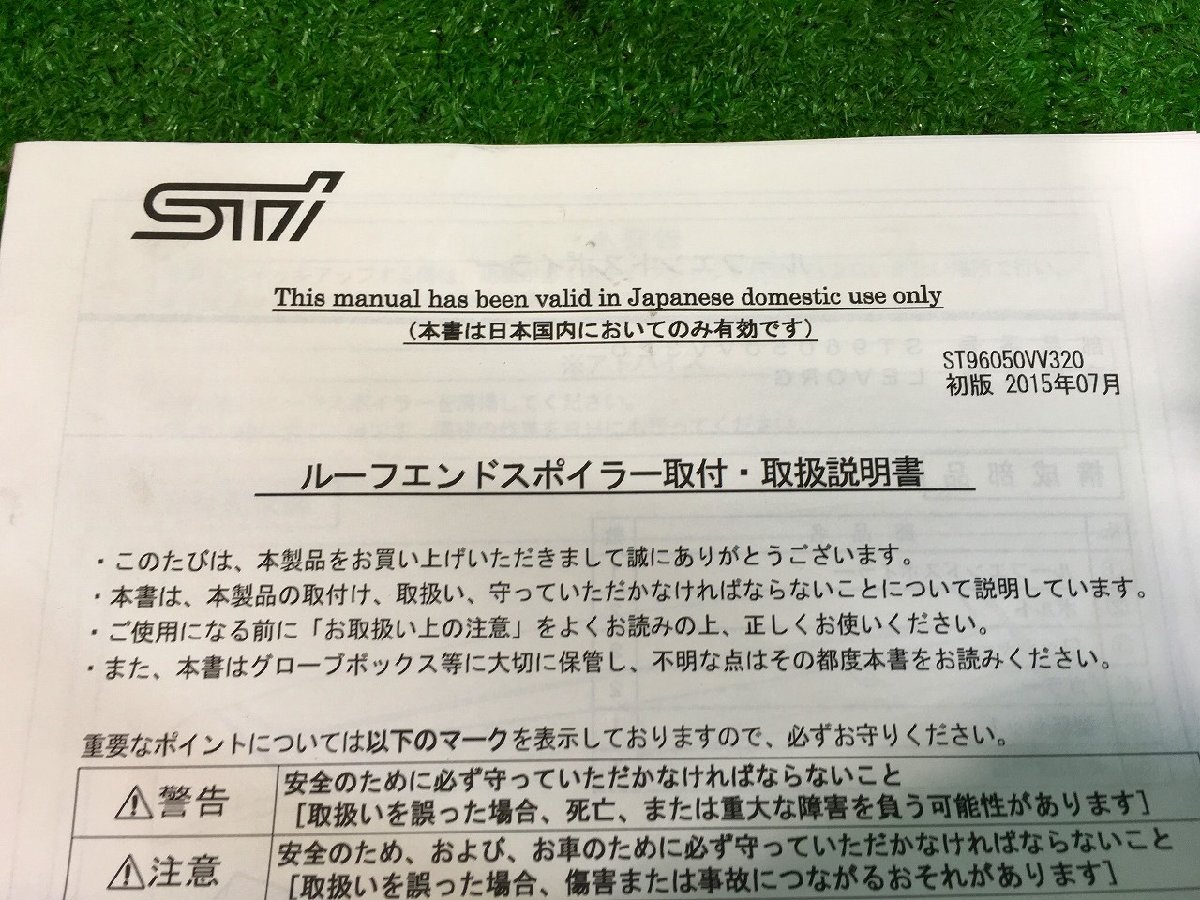 STI
This manual has been valid in Japanese domestic use only
(本書は日本国内においてのみ有効です)
ST96050VV320
初版 2015年07月
ルーフエンドスポイラー取付・取扱説明書
・このたびは、本製品をお買い上げいただきまして誠にありがとうございます。
・本書は、本製品の取付け、取扱い、守っていただかなければならないことについて説明しています。
・ご使用になる前に「お取扱い上の注意」をよくお読みの上、正しくお使いください。
・また、本書はグローブボックス等に大切に保管し、不明な点はその都度本書をお読みください。
重要なポイントについては以下のマークを表示しておりますので、必ずお守りください。
⚠警告
安全のために必ず守っていただかなければならないこと
[取扱いを誤った場合、死亡、または重大な障害を負う可能性があります]
⚠注意
安全のため、および、お車のために必ず守っていただかなければならないこと
[取扱いを誤った場合、傷害または事故につながるおそれがあります]